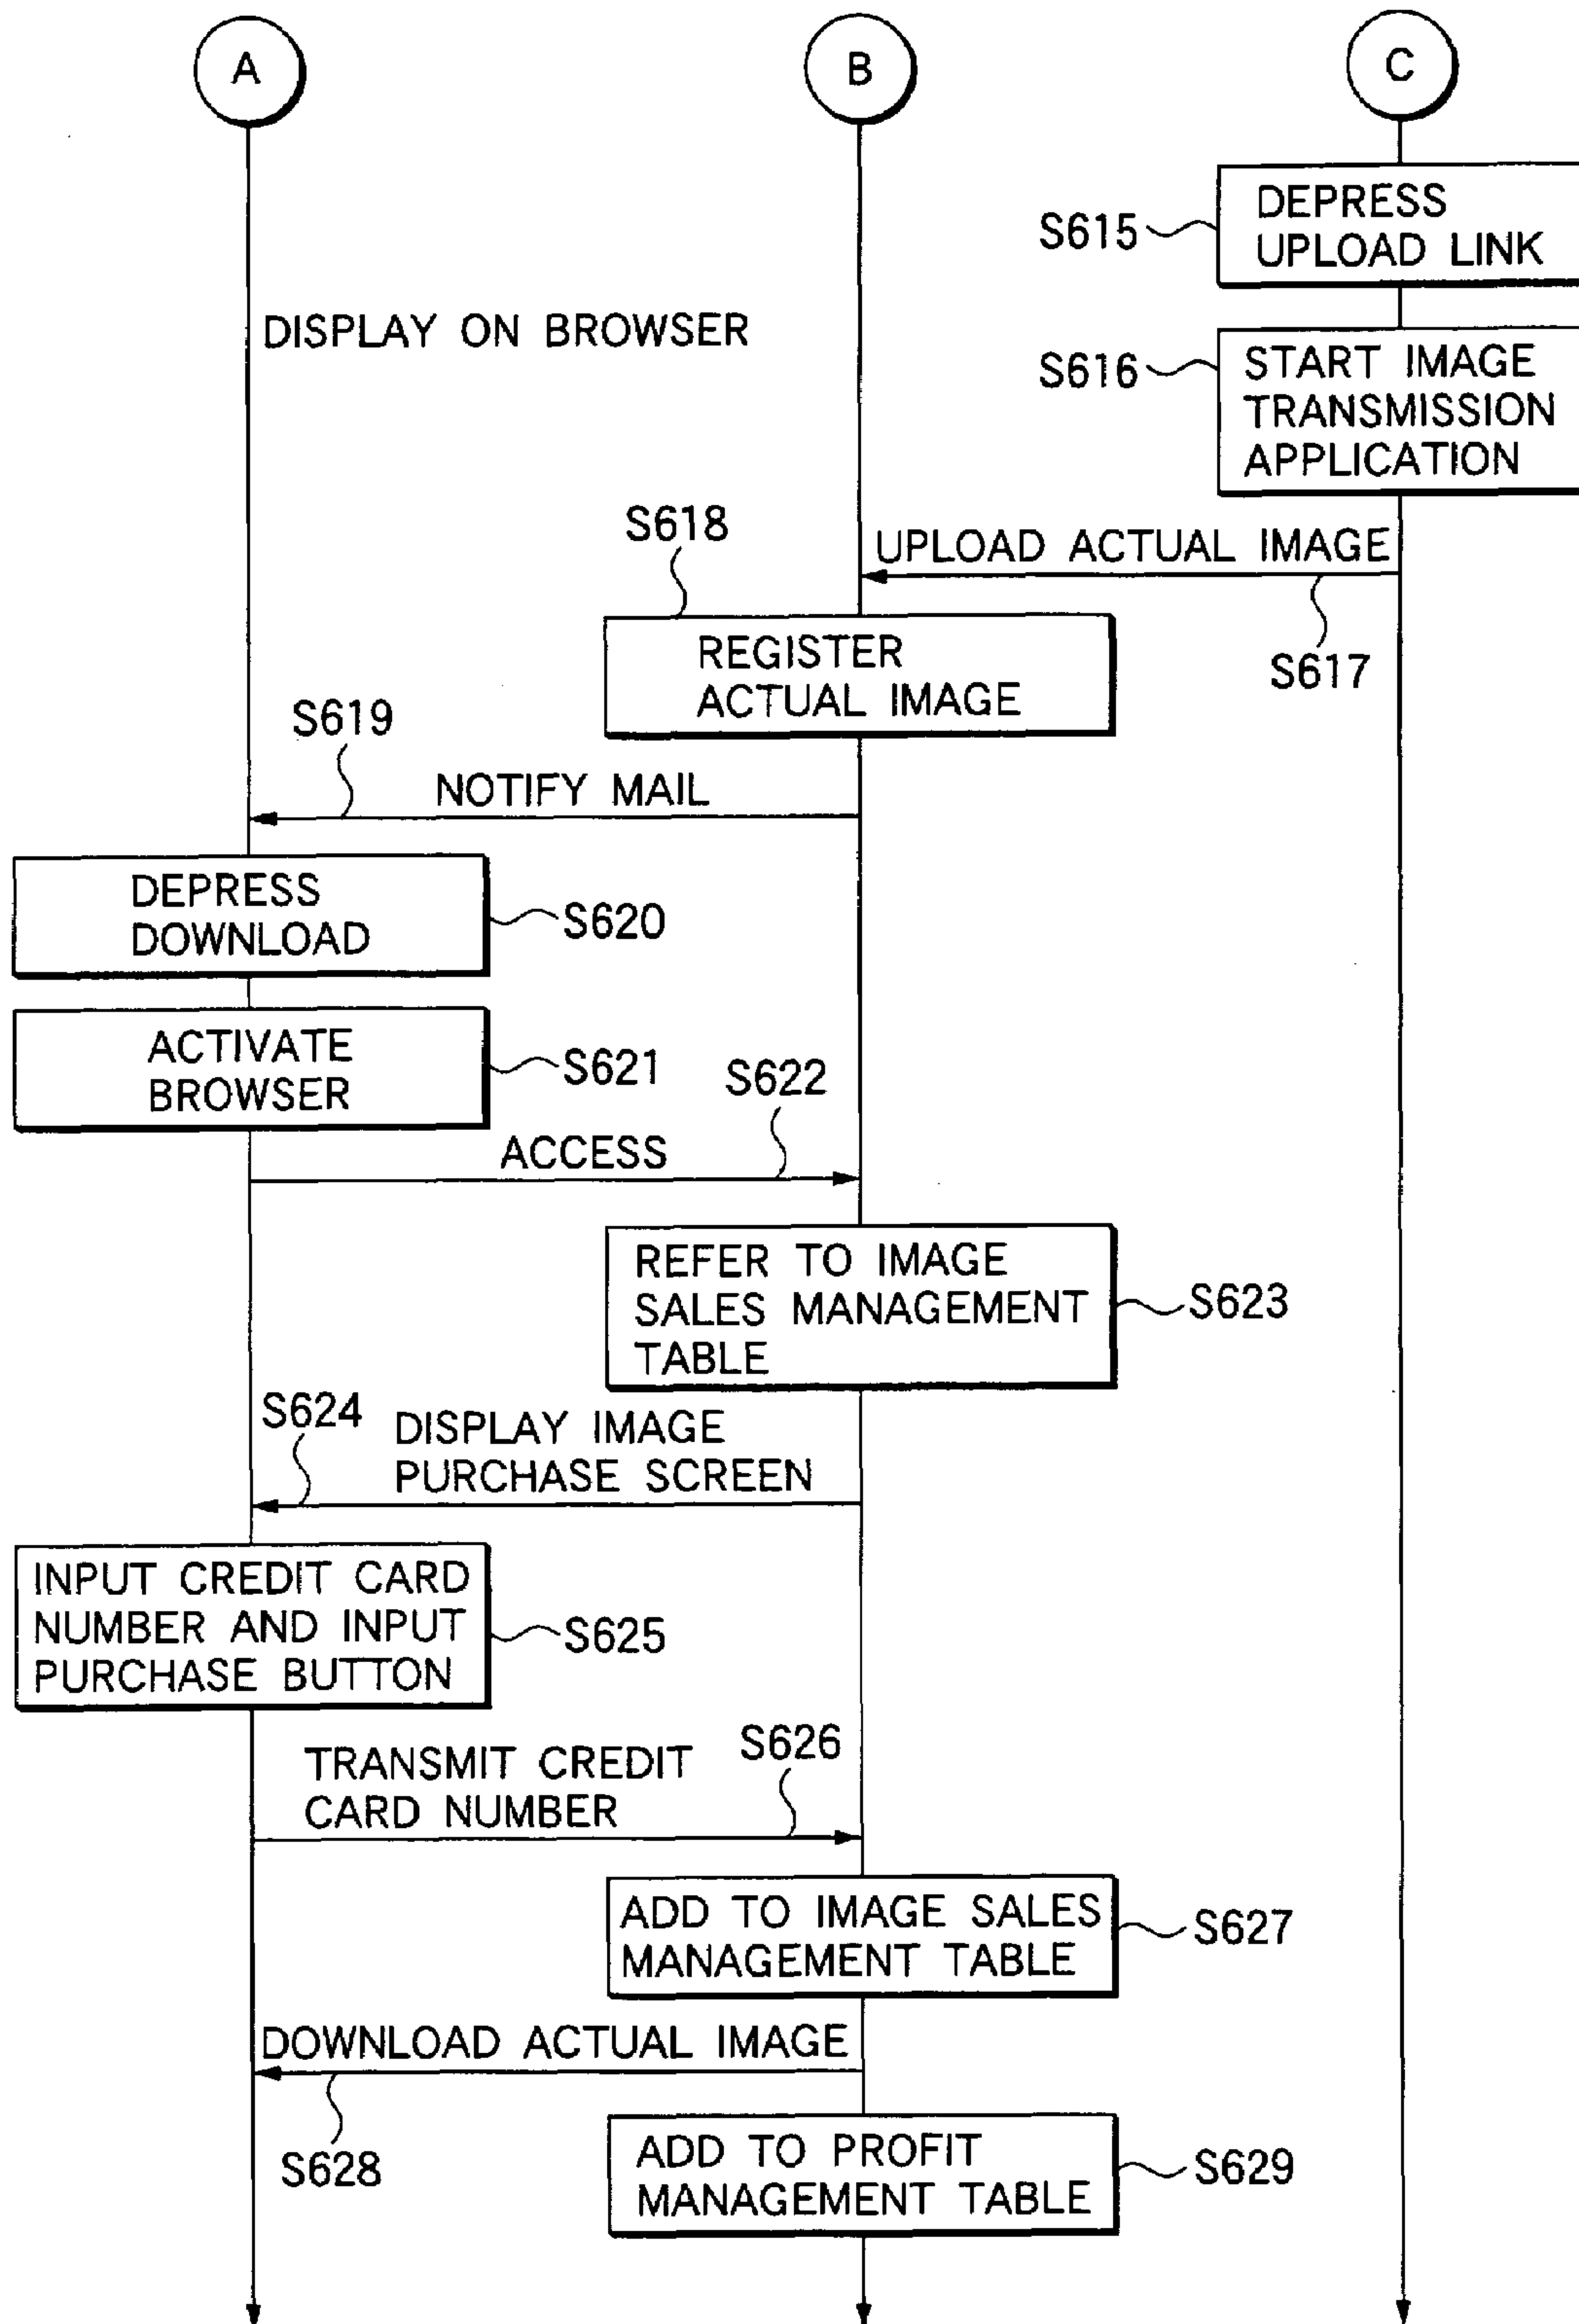 A
B
C
S615
DEPRESS
UPLOAD LINK
DISPLAY ON BROWSER
S616
START IMAGE
TRANSMISSION
APPLICATION
S618
UPLOAD ACTUAL IMAGE
S617
REGISTER
ACTUAL IMAGE
S619
NOTIFY MAIL
DEPRESS
DOWNLOAD
S620
ACTIVATE
BROWSER
S621
S622
ACCESS
REFER TO IMAGE
SALES MANAGEMENT
TABLE
S623
S624
DISPLAY IMAGE
PURCHASE SCREEN
INPUT CREDIT CARD
NUMBER AND INPUT
PURCHASE BUTTON
S625
TRANSMIT CREDIT
CARD NUMBER
S626
ADD TO IMAGE SALES
MANAGEMENT TABLE
S627
DOWNLOAD ACTUAL IMAGE
S628
ADD TO PROFIT
MANAGEMENT TABLE
S629